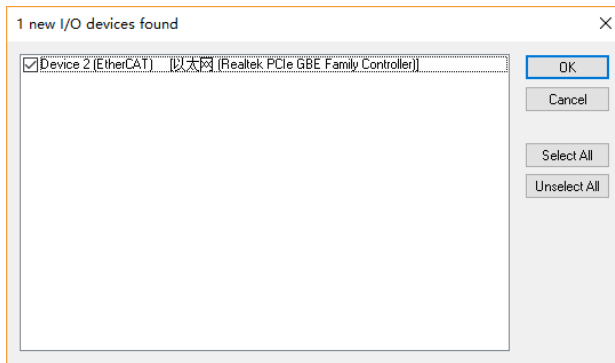 1 new I/O devices found
Device 2 (EtherCAT) [以太网 (Realtek PCIe GBE Family Controller)]
OK
Cancel
Select All
Unselect All